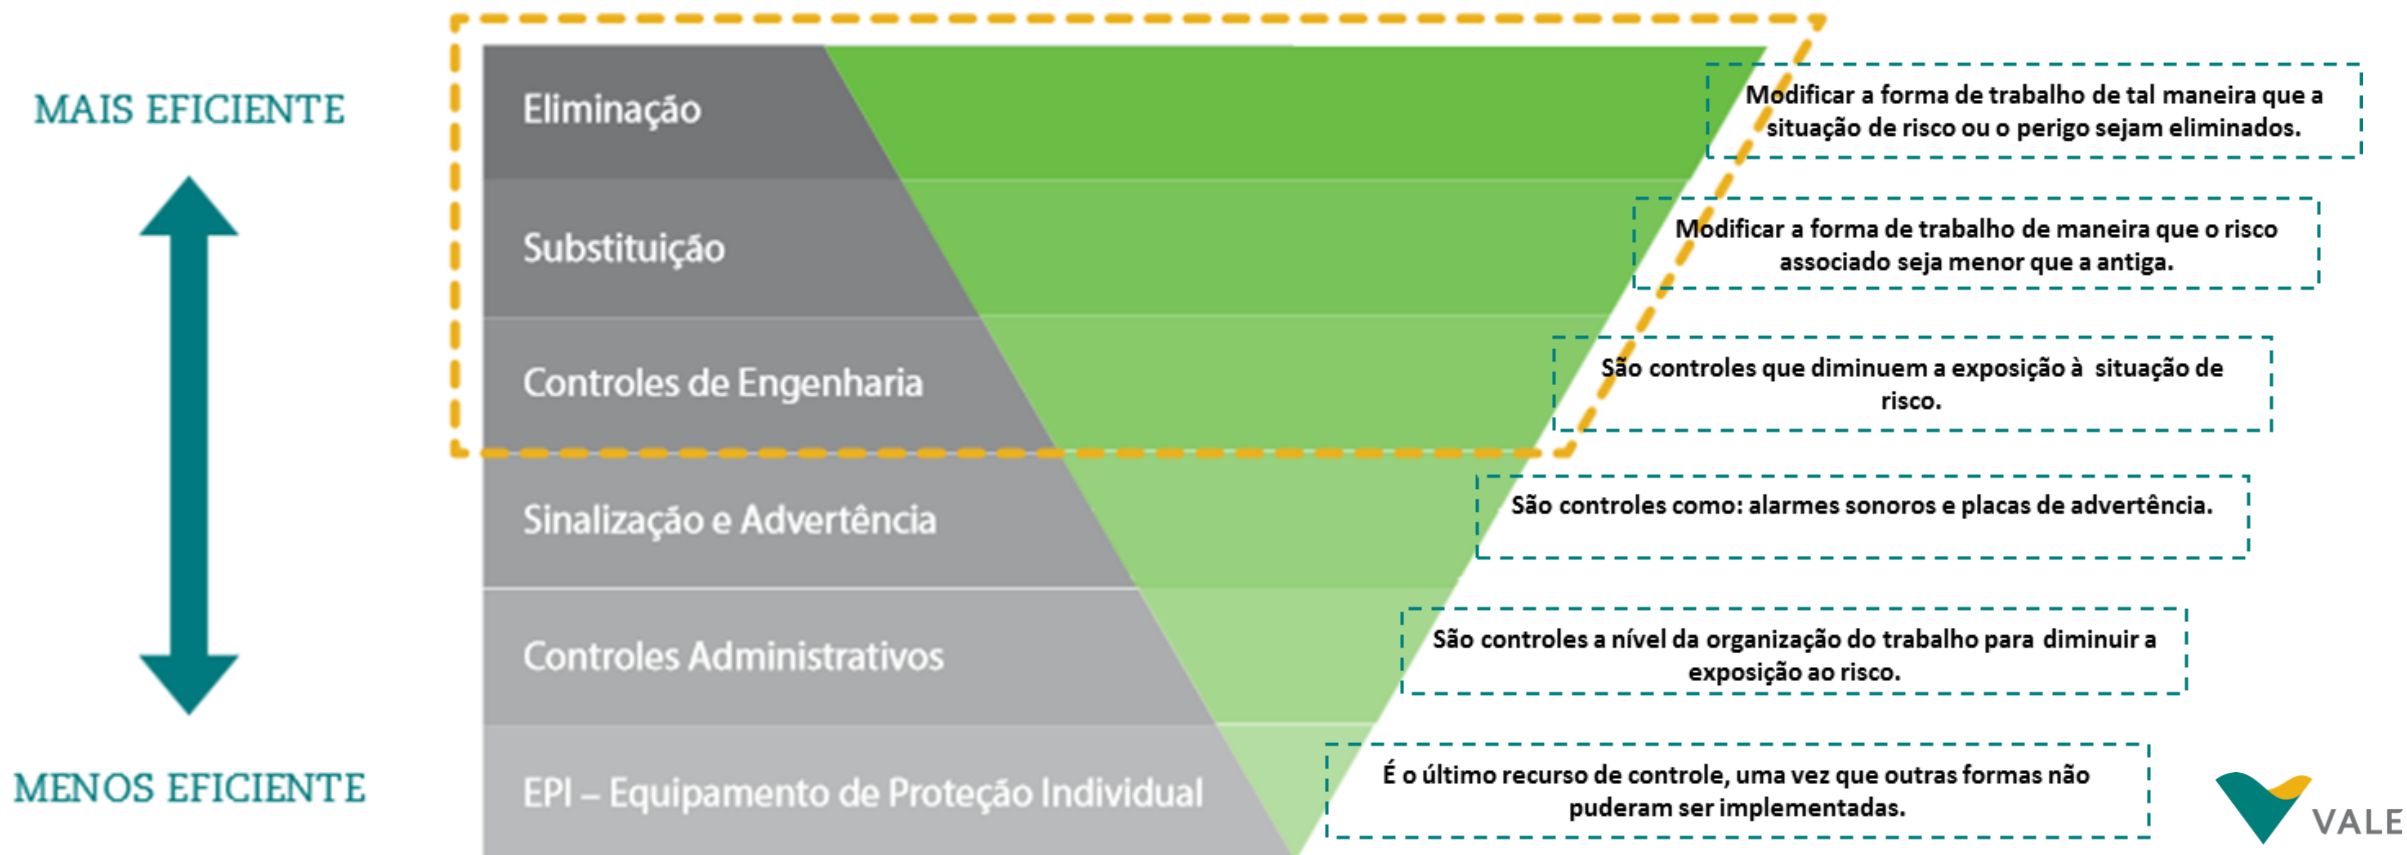 MAIS EFICIENTE
Eliminação
Modificar a forma de trabalho de tal maneira que a
situação de risco ou o perigo sejam eliminados.
Substituição
Modificar a forma de trabalho de maneira que o risco
associado seja menor que a antiga.
Controles de Engenharia
São controles que diminuem a exposição à situação de
risco.
Sinalização e Advertência
São controles como: alarmes sonoros e placas de advertência.
Controles Administrativos
São controles a nível da organização do trabalho para diminuir a
exposição ao risco.
MENOS EFICIENTE
EPI – Equipamento de Proteção Individual
É o último recurso de controle, uma vez que outras formas não
puderam ser implementadas.
VALE